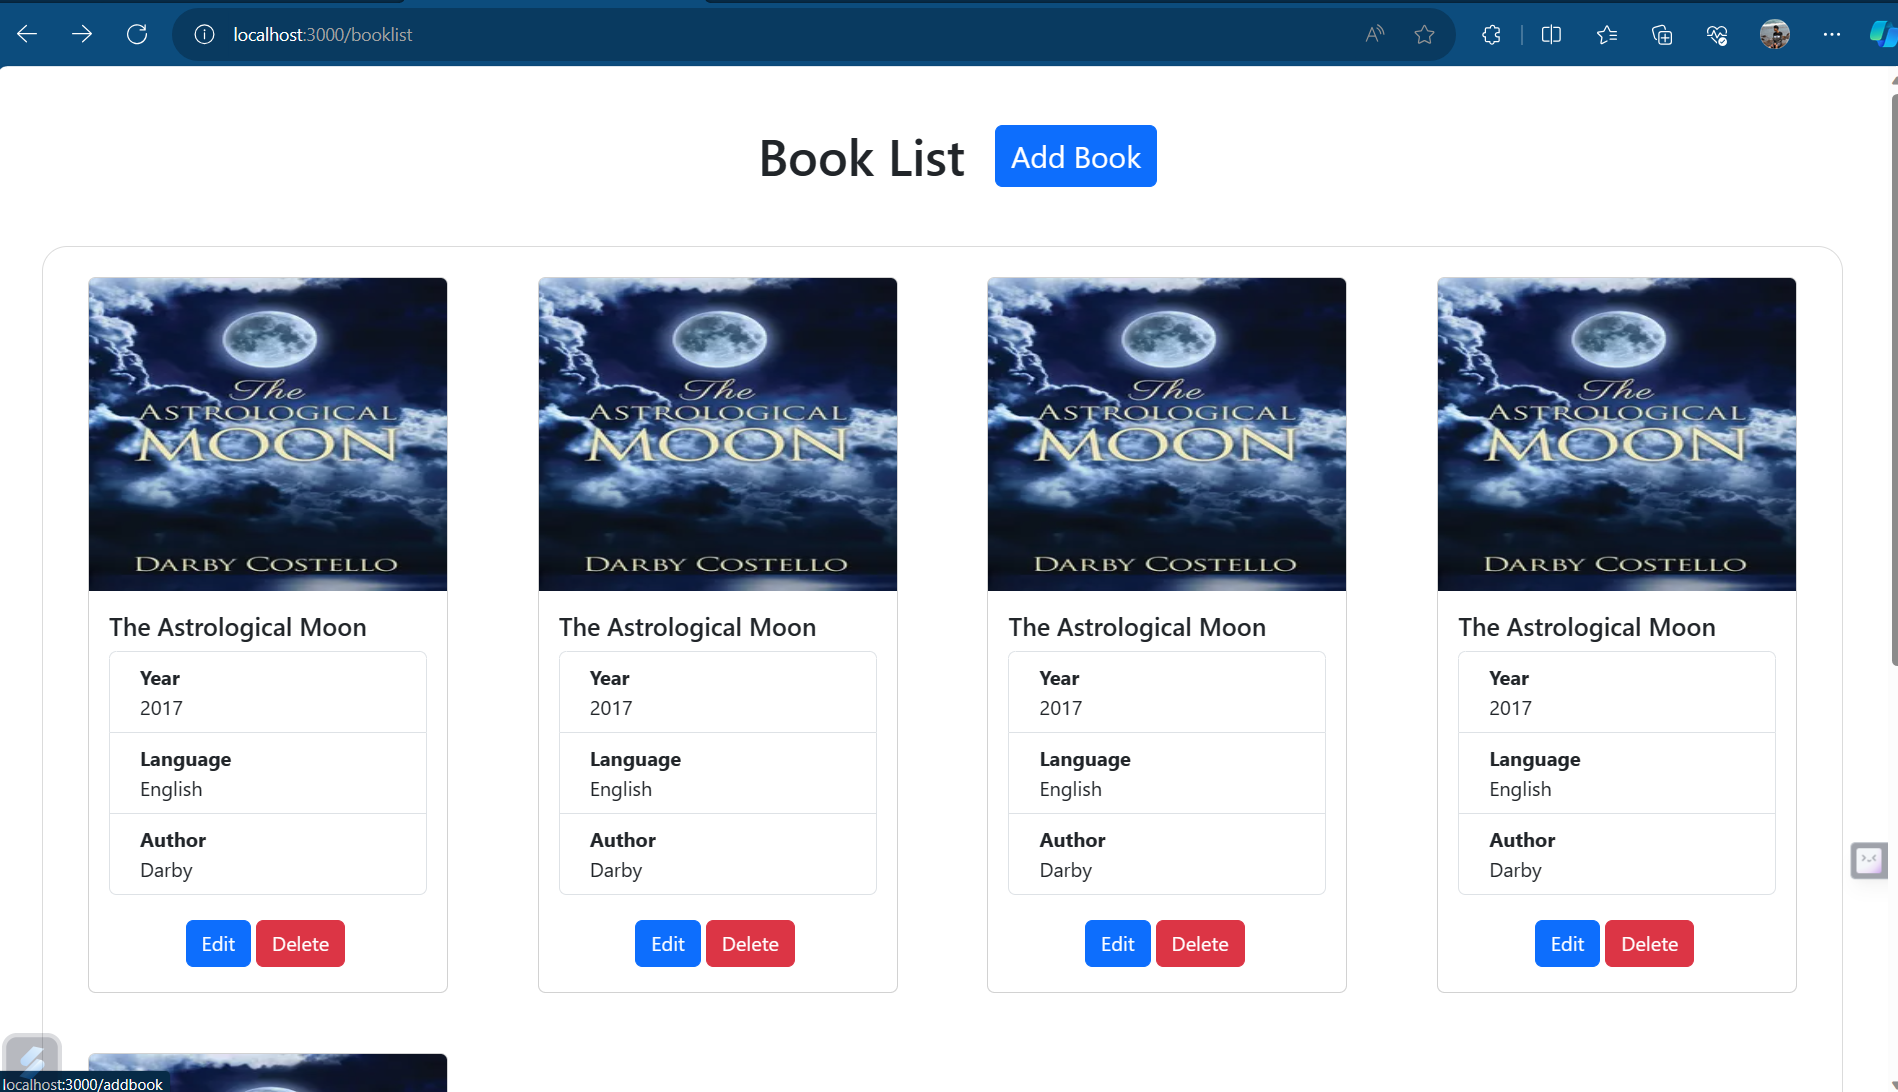 localhost:3000/booklist
Book List Add Book
The
ASTROLOGICAL
MOON
DARBY COSTELLO
The Astrological Moon
Year
2017
Language
English
Author
Darby
Edit Delete
The
ASTROLOGICAL
MOON
DARBY COSTELLO
The Astrological Moon
Year
2017
Language
English
Author
Darby
Edit Delete
The
ASTROLOGICAL
MOON
DARBY COSTELLO
The Astrological Moon
Year
2017
Language
English
Author
Darby
Edit Delete
The
ASTROLOGICAL
MOON
DARBY COSTELLO
The Astrological Moon
Year
2017
Language
English
Author
Darby
Edit Delete
localhost:3000/addbook